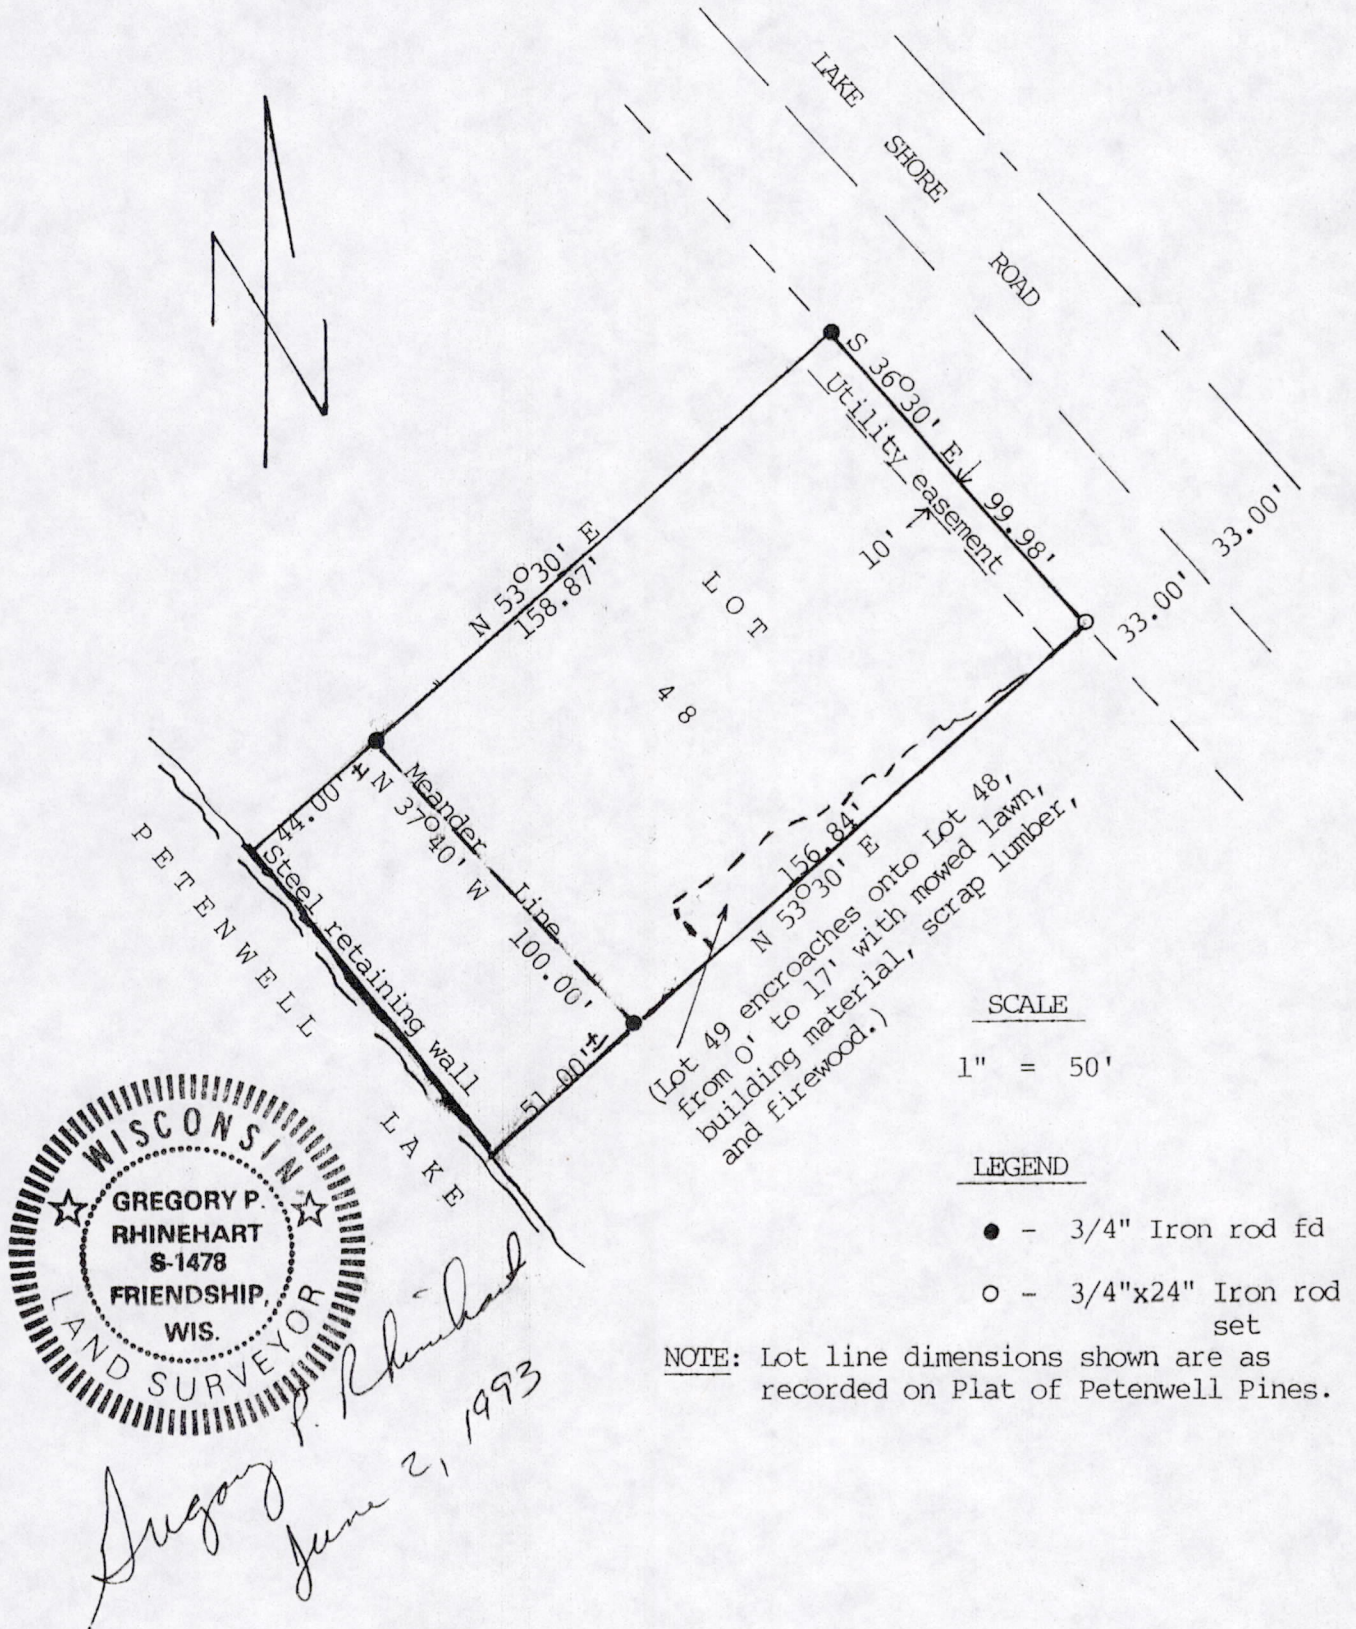 LAKE SHORE ROAD
S 36°30' E 99.98'
Utility easement
10'
33.00'
33.00'
N 53°30' E
158.87'
LOT
48
Meander Line
N 37°40' W 100.00'
44.00'±
Steel retaining wall
51.00'±
PETENWELL LAKE
156.84'
N 53°30' E
(Lot 49 encroaches onto Lot 48,
from 0' to 17' with mowed lawn,
building material, scrap lumber,
and firewood.)
SCALE
1" = 50'
LEGEND
● - 3/4" Iron rod fd
○ - 3/4"x24" Iron rod
set
NOTE: Lot line dimensions shown are as
recorded on Plat of Petenwell Pines.
WISCONSIN
GREGORY P.
RHINEHART
S-1478
FRIENDSHIP,
WIS.
LAND SURVEYOR
Gregory P. Rhinehart
June 2, 1993